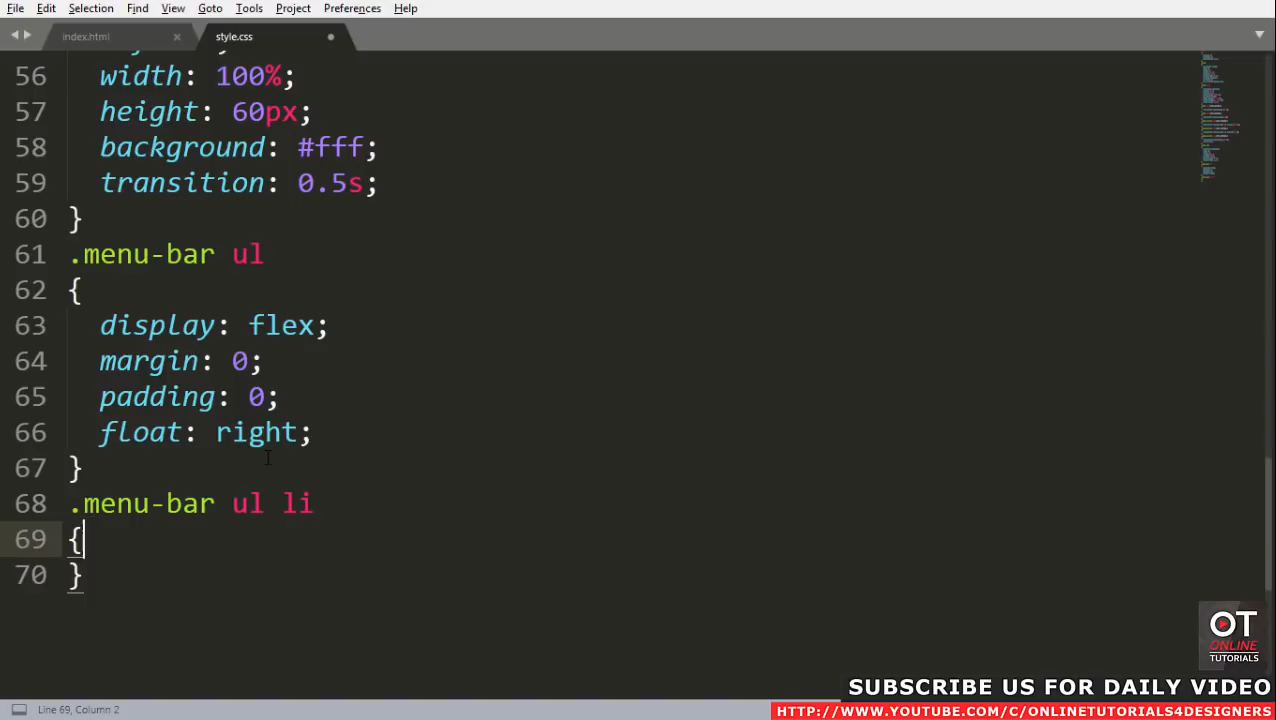 File Edit Selection Find View Goto Tools Project Preferences Help
index.html × style.css
56 width: 100%;
57 height: 60px;
58 background: #fff;
59 transition: 0.5s;
60 }
61 .menu-bar ul
62 {
63 display: flex;
64 margin: 0;
65 padding: 0;
66 float: right;
67 }
68 .menu-bar ul li
69 {
70 }
OT
ONLINE
TUTORIALS
SUBSCRIBE US FOR DAILY VIDEO
HTTP://WWW.YOUTUBE.COM/C/ONLINETUTORIALS4DESIGNERS
Line 69, Column 2